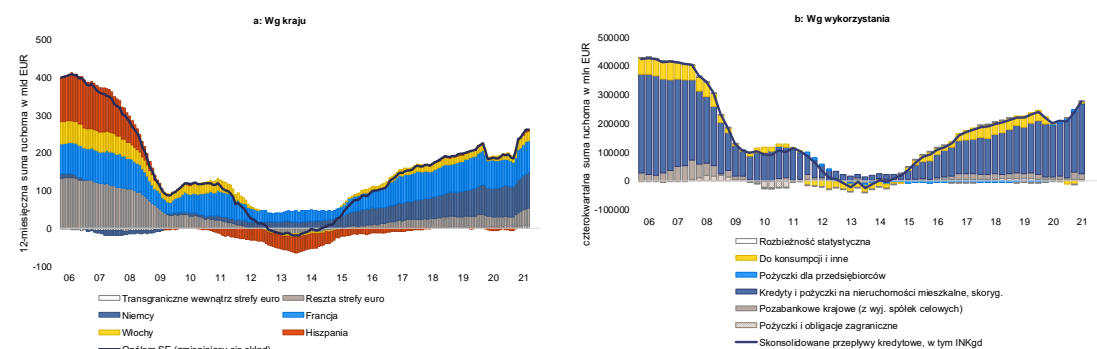 a: Wg kraju
12-miesięczna suma ruchoma w mld EUR
500
400
300
200
100
0
-100
06 07 08 09 10 11 12 13 14 15 16 17 18 19 20 21
Transgraniczne wewnątrz strefy euro
Reszta strefy euro
Niemcy
Francja
Włochy
Hiszpania
b: Wg wykorzystania
czterokwartalna suma ruchoma w mln EUR
500000
400000
300000
200000
100000
0
-100000
06 07 08 09 10 11 12 13 14 15 16 17 18 19 20 21
Rozbieżność statystyczna
Do konsumpcji i inne
Pożyczki dla przedsiębiorców
Kredyty i pożyczki na nieruchomości mieszkalne, skoryg.
Pozabankowe krajowe (z wyj. spółek celowych)
Pożyczki i obligacje zagraniczne
Skonsolidowane przepływy kredytowe, w tym INKgd